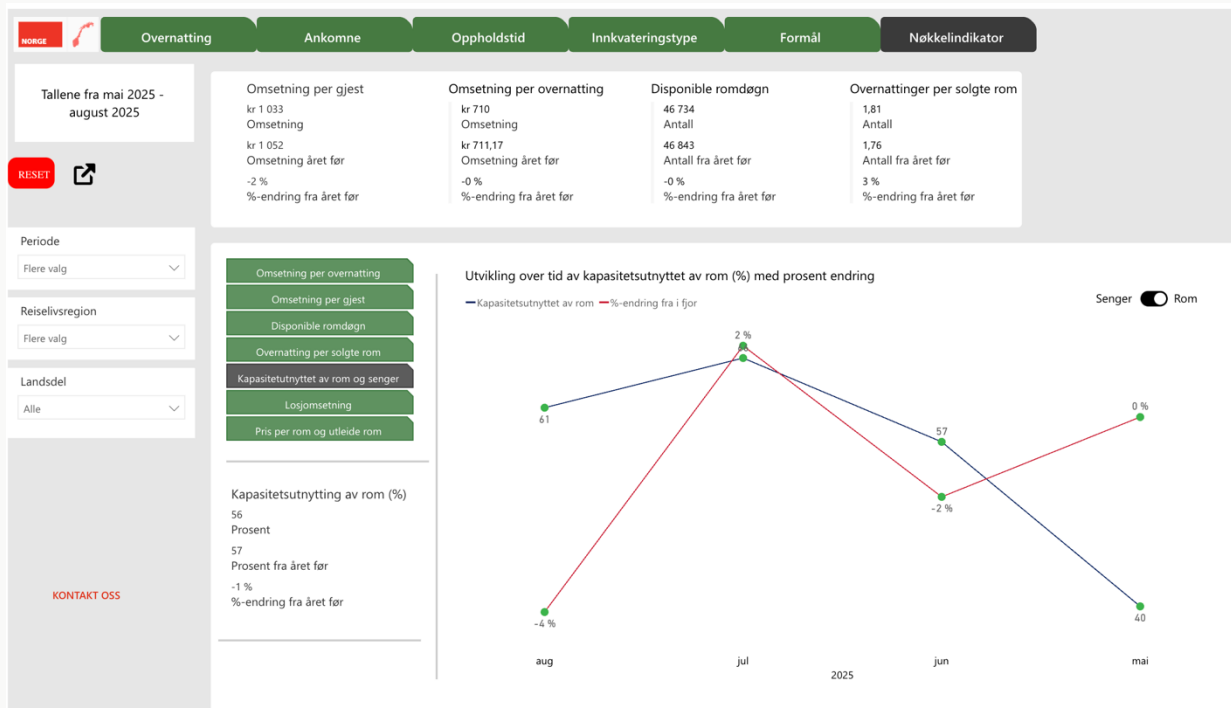 NORGE
Overnatting
Ankomne
Oppholdstid
Innkvateringstype
Formål
Nøkkelindikator
Tallene fra mai 2025 -
august 2025
RESET
Omsetning per gjest
kr 1 033
Omsetning
kr 1 052
Omsetning året før
-2 %
%-endring fra året før
Omsetning per overnatting
kr 710
Omsetning
kr 711,17
Omsetning året før
-0 %
%-endring fra året før
Disponible romdøgn
46 734
Antall
46 843
Antall fra året før
-0 %
%-endring fra året før
Overnattinger per solgte rom
1,81
Antall
1,76
Antall fra året før
3 %
%-endring fra året før
Periode
Flere valg
Reiselivsregion
Flere valg
Landsdel
Alle
KONTAKT OSS
Omsetning per overnatting
Omsetning per gjest
Disponible romdøgn
Overnatting per solgte rom
Kapasitetutnyttet av rom og senger
Losjomsetning
Pris per rom og utleide rom
Kapasitetsutnytting av rom (%)
56
Prosent
57
Prosent fra året før
-1 %
%-endring fra året før
Utvikling over tid av kapasitetsutnyttet av rom (%) med prosent endring
Kapasitetsutnyttet av rom
%-endring fra i fjor
Senger
Rom
2 %
61
57
0 %
-2 %
-4 %
40
aug
jul
jun
mai
2025